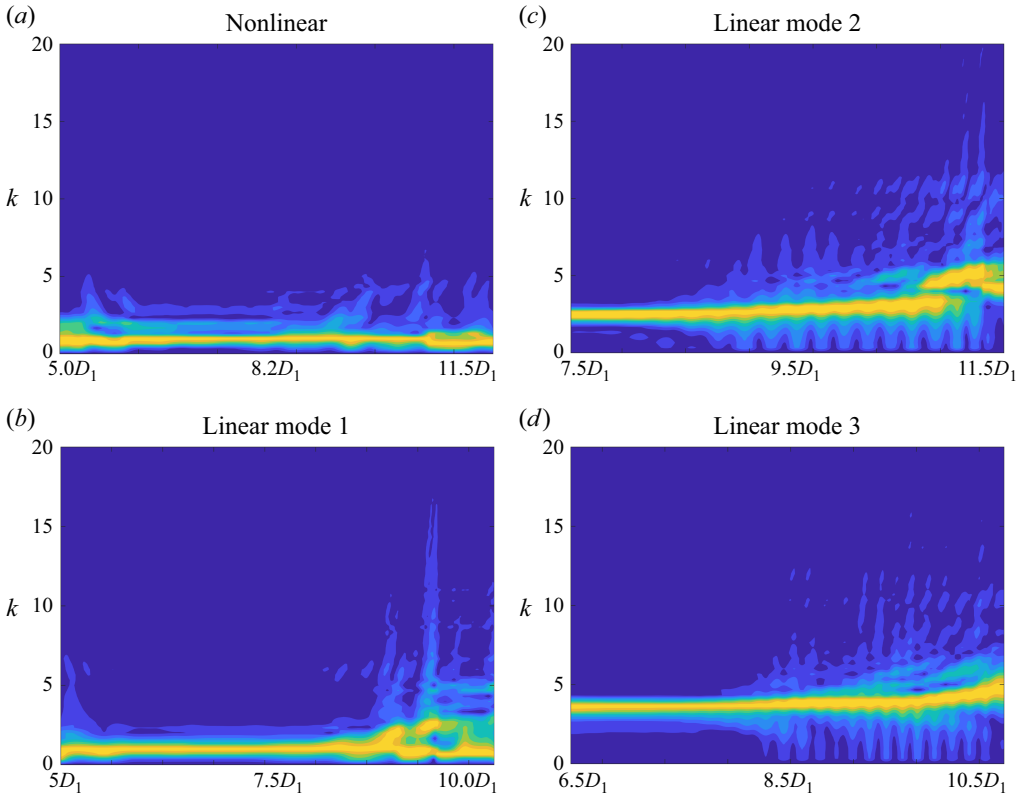 (a)
Nonlinear
20
15
k
10
5
0
5.0D₁ 8.2D₁ 11.5D₁
(c)
Linear mode 2
20
15
k
10
5
0
7.5D₁ 9.5D₁ 11.5D₁
(b)
Linear mode 1
20
15
k
10
5
0
5D₁ 7.5D₁ 10.0D₁
(d)
Linear mode 3
20
15
k
10
5
0
6.5D₁ 8.5D₁ 10.5D₁